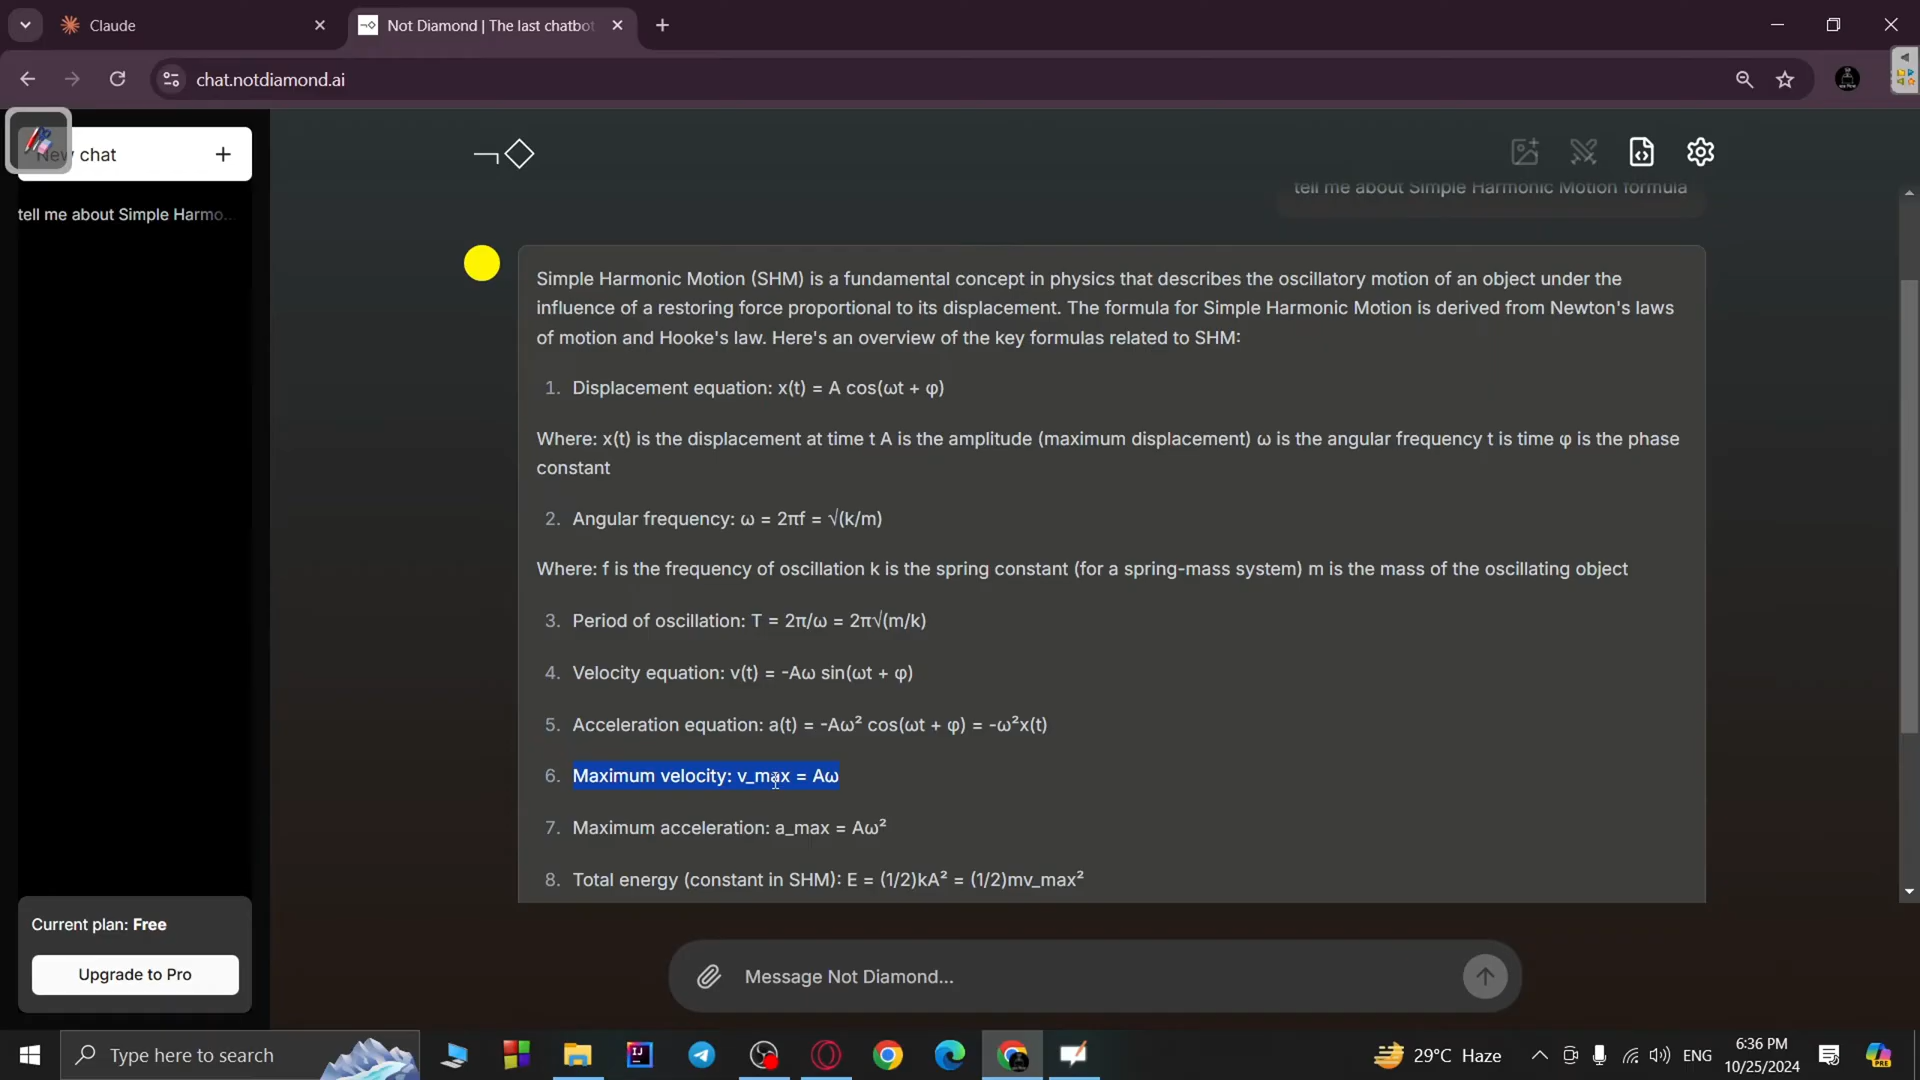 Claude
Not Diamond | The last chatbot
chat.notdiamond.ai
New chat
tell me about Simple Harmo...
tell me about Simple Harmonic Motion formula
Simple Harmonic Motion (SHM) is a fundamental concept in physics that describes the oscillatory motion of an object under the
influence of a restoring force proportional to its displacement. The formula for Simple Harmonic Motion is derived from Newton's laws
of motion and Hooke's law. Here's an overview of the key formulas related to SHM:
1. Displacement equation: x(t) = A cos(ωt + φ)
Where: x(t) is the displacement at time t A is the amplitude (maximum displacement) ω is the angular frequency t is time φ is the phase
constant
2. Angular frequency: ω = 2πf = √(k/m)
Where: f is the frequency of oscillation k is the spring constant (for a spring-mass system) m is the mass of the oscillating object
3. Period of oscillation: T = 2π/ω = 2π√(m/k)
4. Velocity equation: v(t) = -Aω sin(ωt + φ)
5. Acceleration equation: a(t) = -Aω² cos(ωt + φ) = -ω²x(t)
6. Maximum velocity: v_max = Aω
7. Maximum acceleration: a_max = Aω²
8. Total energy (constant in SHM): E = (1/2)kA² = (1/2)mv_max²
Current plan: Free
Upgrade to Pro
Message Not Diamond...
Type here to search
29°C Haze
ENG
6:36 PM
10/25/2024